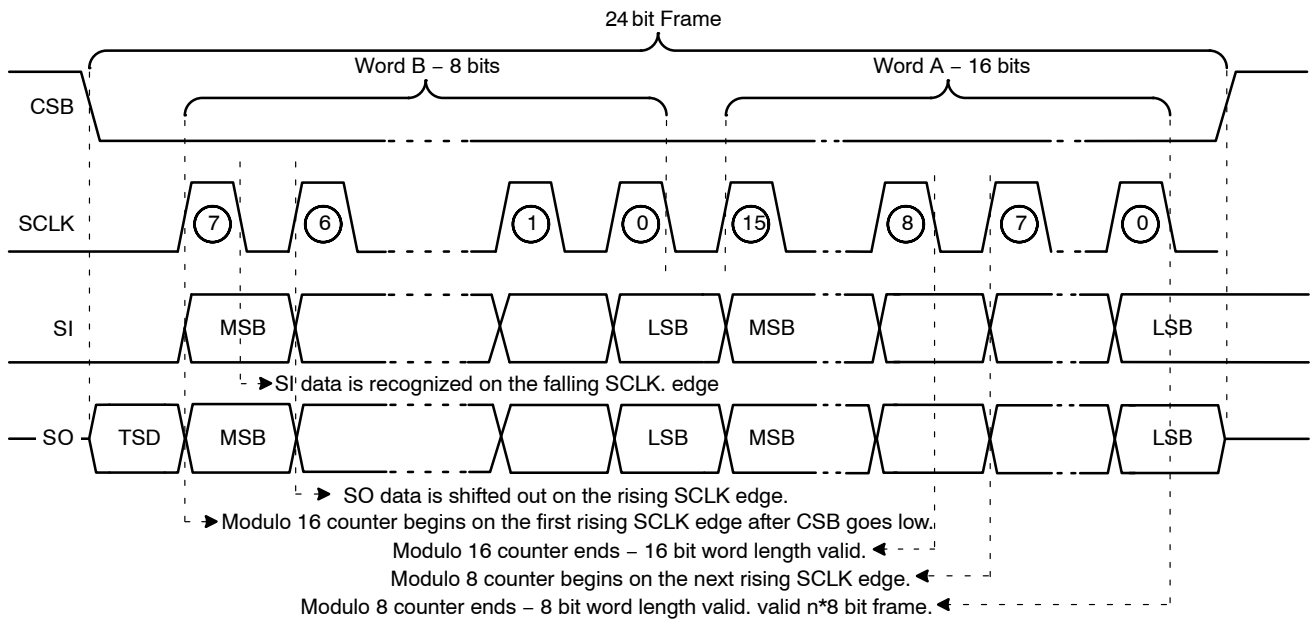 24 bit Frame
Word B – 8 bits
Word A – 16 bits
CSB
SCLK
7
6
1
0
15
8
7
0
SI
MSB
LSB
MSB
LSB
SI data is recognized on the falling SCLK. edge
SO
TSD
MSB
LSB
MSB
LSB
SO data is shifted out on the rising SCLK edge.
Modulo 16 counter begins on the first rising SCLK edge after CSB goes low.
Modulo 16 counter ends – 16 bit word length valid.
Modulo 8 counter begins on the next rising SCLK edge.
Modulo 8 counter ends – 8 bit word length valid. valid n*8 bit frame.